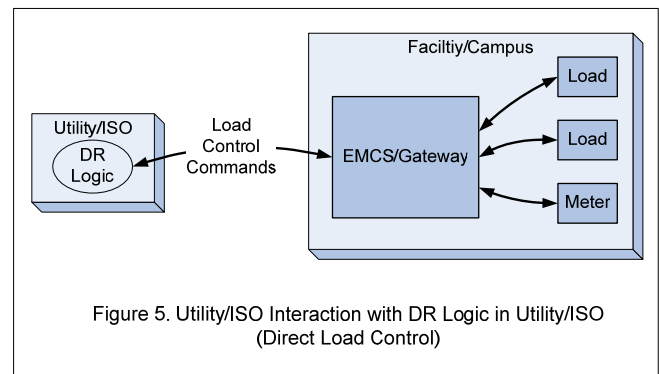 Faciltiy/Campus
Load
Utility/ISO
DR
Logic
Load
Control
Commands
EMCS/Gateway
Load
Meter
Figure 5. Utility/ISO Interaction with DR Logic in Utility/ISO
(Direct Load Control)